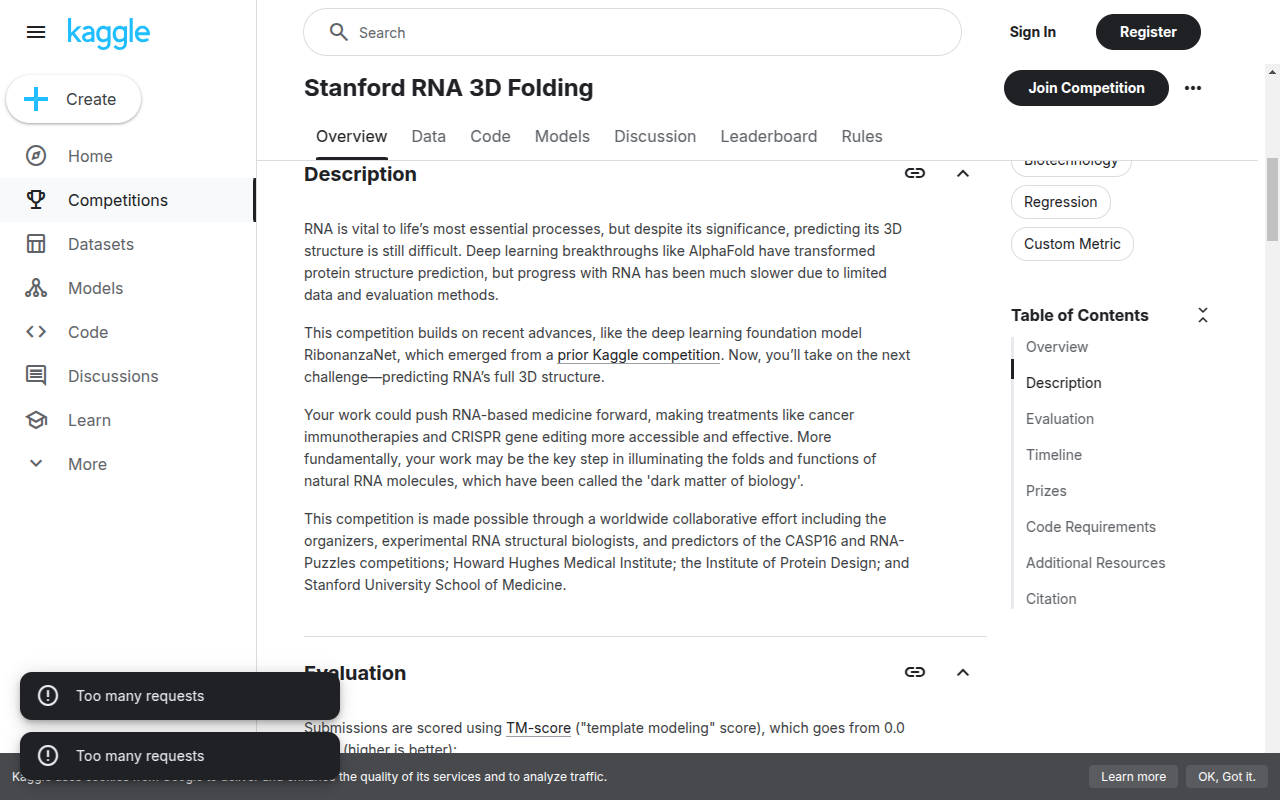 kaggle
Search
Sign In
Register
Create
Home
Competitions
Datasets
Models
Code
Discussions
Learn
More
Stanford RNA 3D Folding
Join Competition
Overview
Data
Code
Models
Discussion
Leaderboard
Rules
Description
RNA is vital to life’s most essential processes, but despite its significance, predicting its 3D
structure is still difficult. Deep learning breakthroughs like AlphaFold have transformed
protein structure prediction, but progress with RNA has been much slower due to limited
data and evaluation methods.
This competition builds on recent advances, like the deep learning foundation model
RibonanzaNet, which emerged from a prior Kaggle competition. Now, you’ll take on the next
challenge—predicting RNA’s full 3D structure.
Your work could push RNA-based medicine forward, making treatments like cancer
immunotherapies and CRISPR gene editing more accessible and effective. More
fundamentally, your work may be the key step in illuminating the folds and functions of
natural RNA molecules, which have been called the 'dark matter of biology'.
This competition is made possible through a worldwide collaborative effort including the
organizers, experimental RNA structural biologists, and predictors of the CASP16 and RNA-
Puzzles competitions; Howard Hughes Medical Institute; the Institute of Protein Design; and
Stanford University School of Medicine.
Evaluation
Submissions are scored using TM-score ("template modeling" score), which goes from 0.0
(higher is better):
Biotechnology
Regression
Custom Metric
Table of Contents
Overview
Description
Evaluation
Timeline
Prizes
Code Requirements
Additional Resources
Citation
Too many requests
Too many requests
the quality of its services and to analyze traffic.
Learn more
OK, Got it.